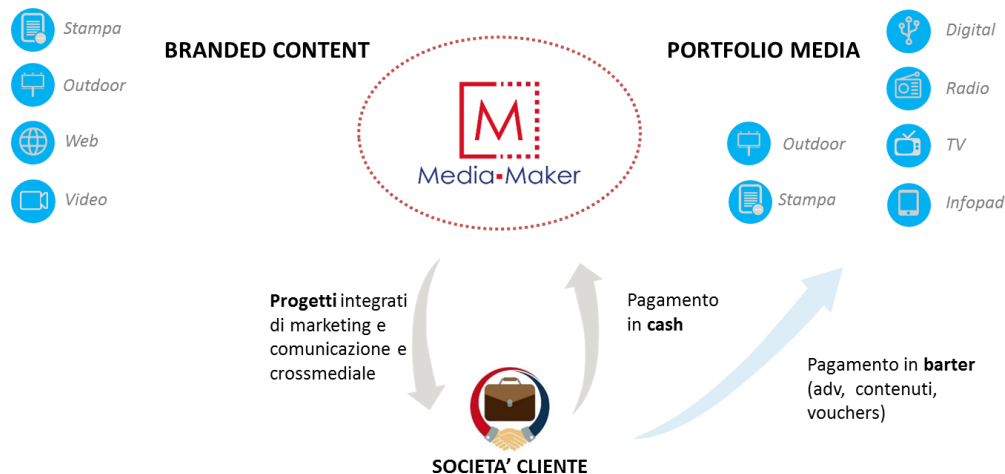 BRANDED CONTENT
Stampa
Outdoor
Web
Video
M
Media Maker
PORTFOLIO MEDIA
Digital
Radio
Outdoor
TV
Stampa
Infopad
Progetti integrati
di marketing e
comunicazione e
crossmediale
Pagamento
in cash
Pagamento in barter
(adv, contenuti,
vouchers)
SOCIETA’ CLIENTE